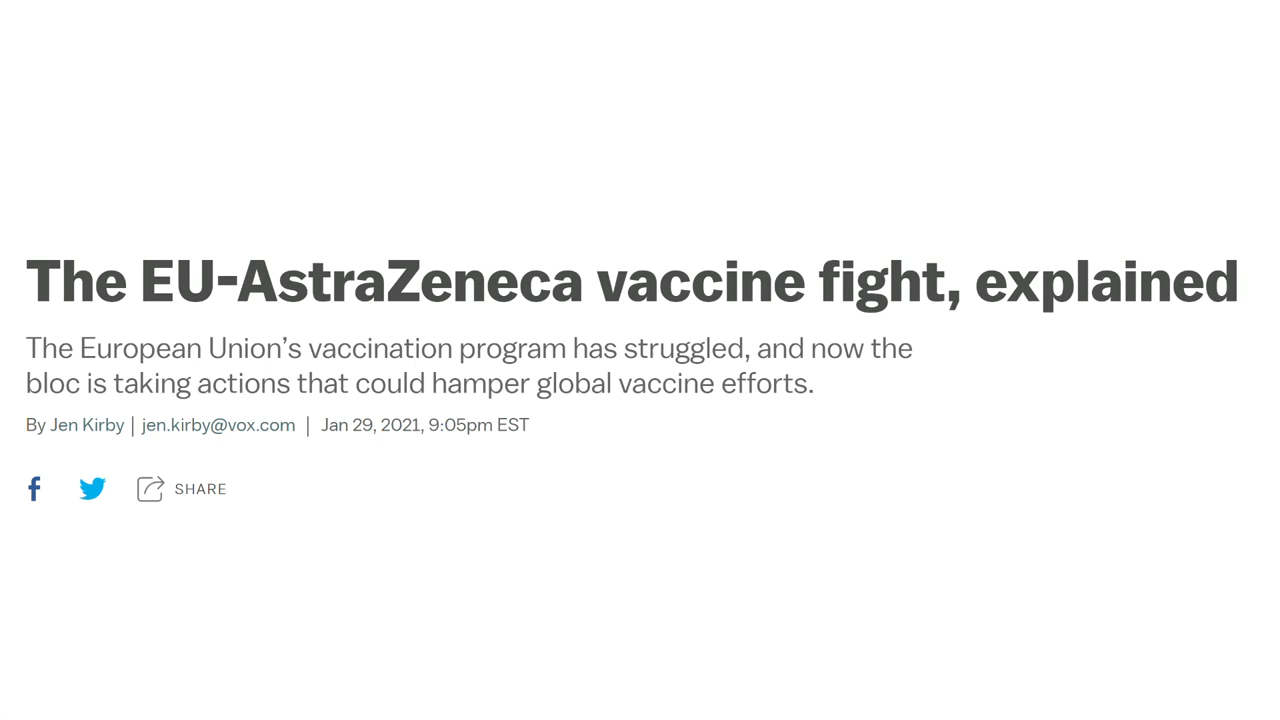 The EU-AstraZeneca vaccine fight, explained
The European Union’s vaccination program has struggled, and now the
bloc is taking actions that could hamper global vaccine efforts.
By Jen Kirby | jen.kirby@vox.com | Jan 29, 2021, 9:05pm EST
SHARE